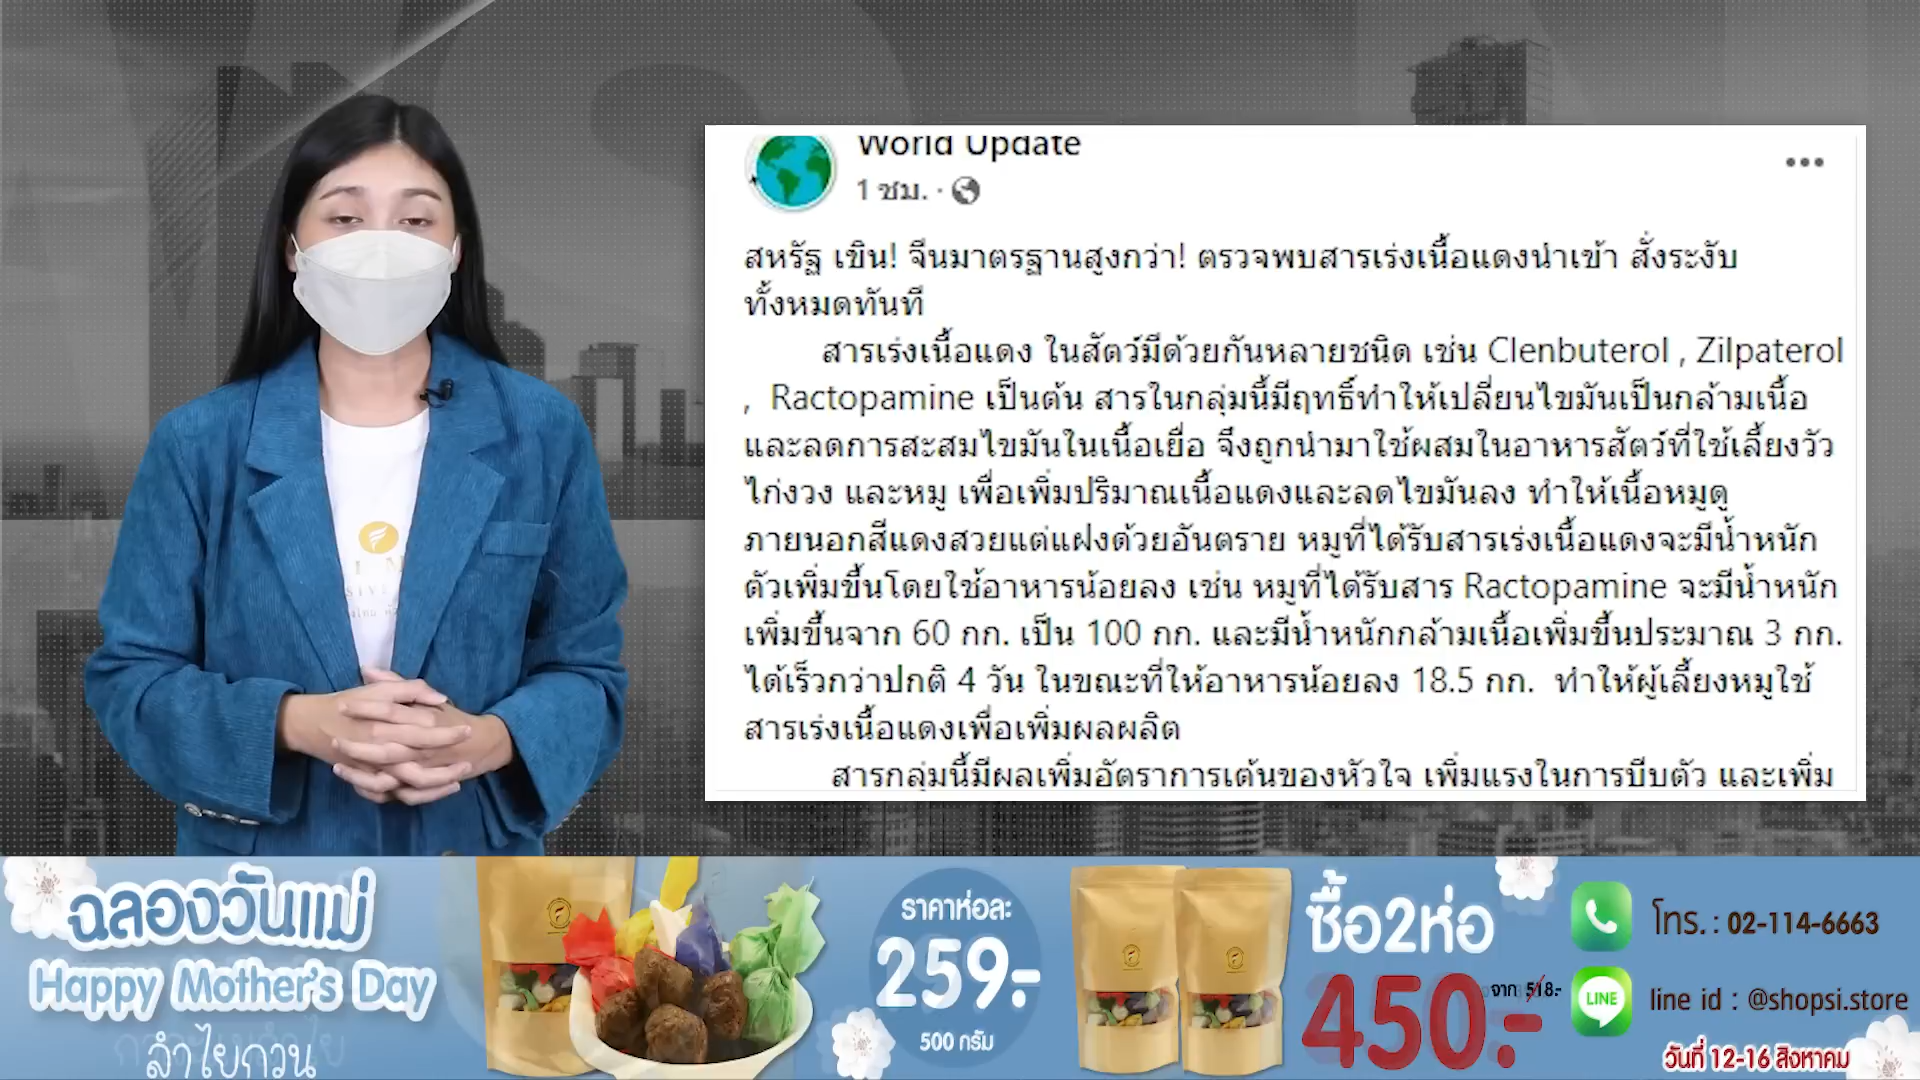 World Update
1 ชม.
สหรัฐ เขิน! จีนมาตรฐานสูงกว่า! ตรวจพบสารเร่งเนื้อแดงนำเข้า สั่งระงับ
ทั้งหมดทันที
สารเร่งเนื้อแดง ในสัตว์มีด้วยกันหลายชนิด เช่น Clenbuterol , Zilpaterol
, Ractopamine เป็นต้น สารในกลุ่มนี้มีฤทธิ์ทำให้เปลี่ยนไขมันเป็นกล้ามเนื้อ
และลดการสะสมไขมันในเนื้อเยื่อ จึงถูกนำมาใช้ผสมในอาหารสัตว์ที่ใช้เลี้ยงวัว
ไก่งวง และหมู เพื่อเพิ่มปริมาณเนื้อแดงและลดไขมันลง ทำให้เนื้อหมูดู
ภายนอกสีแดงสวยแต่แฝงด้วยอันตราย หมูที่ได้รับสารเร่งเนื้อแดงจะมีน้ำหนัก
ตัวเพิ่มขึ้นโดยใช้อาหารน้อยลง เช่น หมูที่ได้รับสาร Ractopamine จะมีน้ำหนัก
เพิ่มขึ้นจาก 60 กก. เป็น 100 กก. และมีน้ำหนักกล้ามเนื้อเพิ่มขึ้นประมาณ 3 กก.
ได้เร็วกว่าปกติ 4 วัน ในขณะที่ให้อาหารน้อยลง 18.5 กก. ทำให้ผู้เลี้ยงหมูใช้
สารเร่งเนื้อแดงเพื่อเพิ่มผลผลิต
สารกลุ่มนี้มีผลเพิ่มอัตราการเต้นของหัวใจ เพิ่มแรงในการบีบตัว และเพิ่ม
ฉลองวันแม่
Happy Mother's Day
ลำไยกวน
ราคาห่อละ
259.-
500 กรัม
ซื้อ2ห่อ
450.-
จาก 518.-
โทร. : 02-114-6663
LINE
line id : @shopsi.store
วันที่ 12-16 สิงหาคม